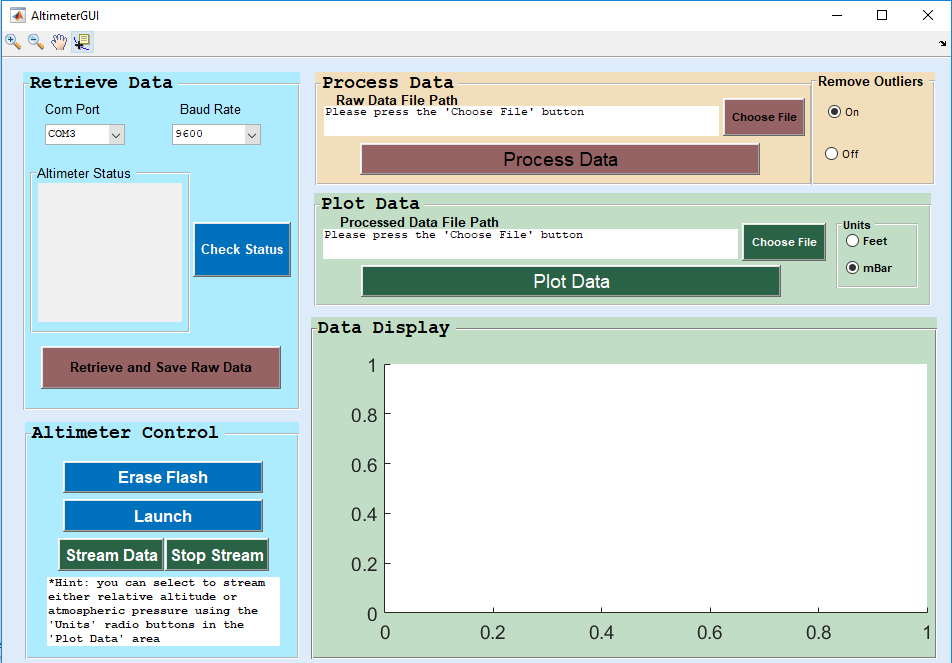 AltimeterGUI
Retrieve Data
Com Port
Baud Rate
COM3
9600
Altimeter Status
Check Status
Retrieve and Save Raw Data
Altimeter Control
Erase Flash
Launch
Stream Data
Stop Stream
*Hint: you can select to stream
either relative altitude or
atmospheric pressure using the
'Units' radio buttons in the
'Plot Data' area
Process Data
Raw Data File Path
Please press the 'Choose File' button
Choose File
Process Data
Remove Outliers
On
Off
Plot Data
Processed Data File Path
Please press the 'Choose File' button
Choose File
Plot Data
Units
Feet
mBar
Data Display
1
0.8
0.6
0.4
0.2
0
0 0.2 0.4 0.6 0.8 1